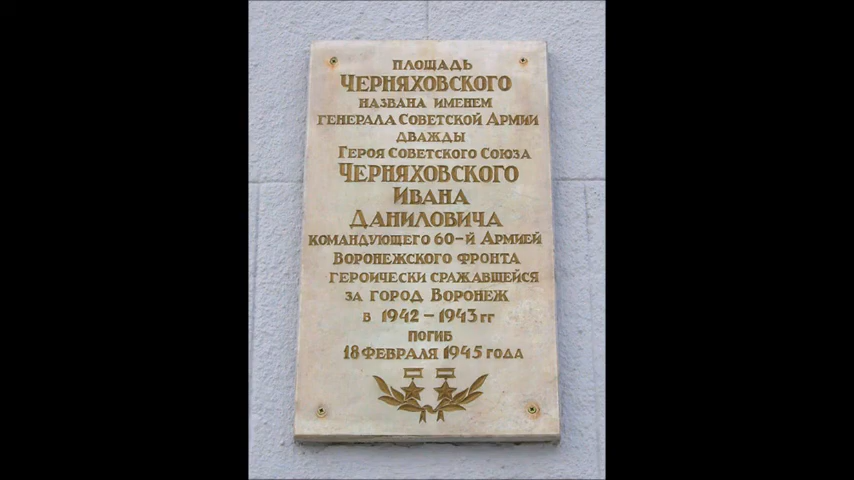 ПЛОЩАДЬ
ЧЕРНЯХОВСКОГО
НАЗВАНА ИМЕНЕМ
ГЕНЕРАЛА СОВЕТСКОЙ АРМИИ
ДВАЖДЫ
ГЕРОЯ СОВЕТСКОГО СОЮЗА
ЧЕРНЯХОВСКОГО
ИВАНА
ДАНИЛОВИЧА
КОМАНДУЮЩЕГО 60-Й АРМИЕЙ
ВОРОНЕЖСКОГО ФРОНТА
ГЕРОИЧЕСКИ СРАЖАВШЕЙСЯ
ЗА ГОРОД ВОРОНЕЖ
В 1942 – 1943 ГГ
ПОГИБ
18 ФЕВРАЛЯ 1945 ГОДА